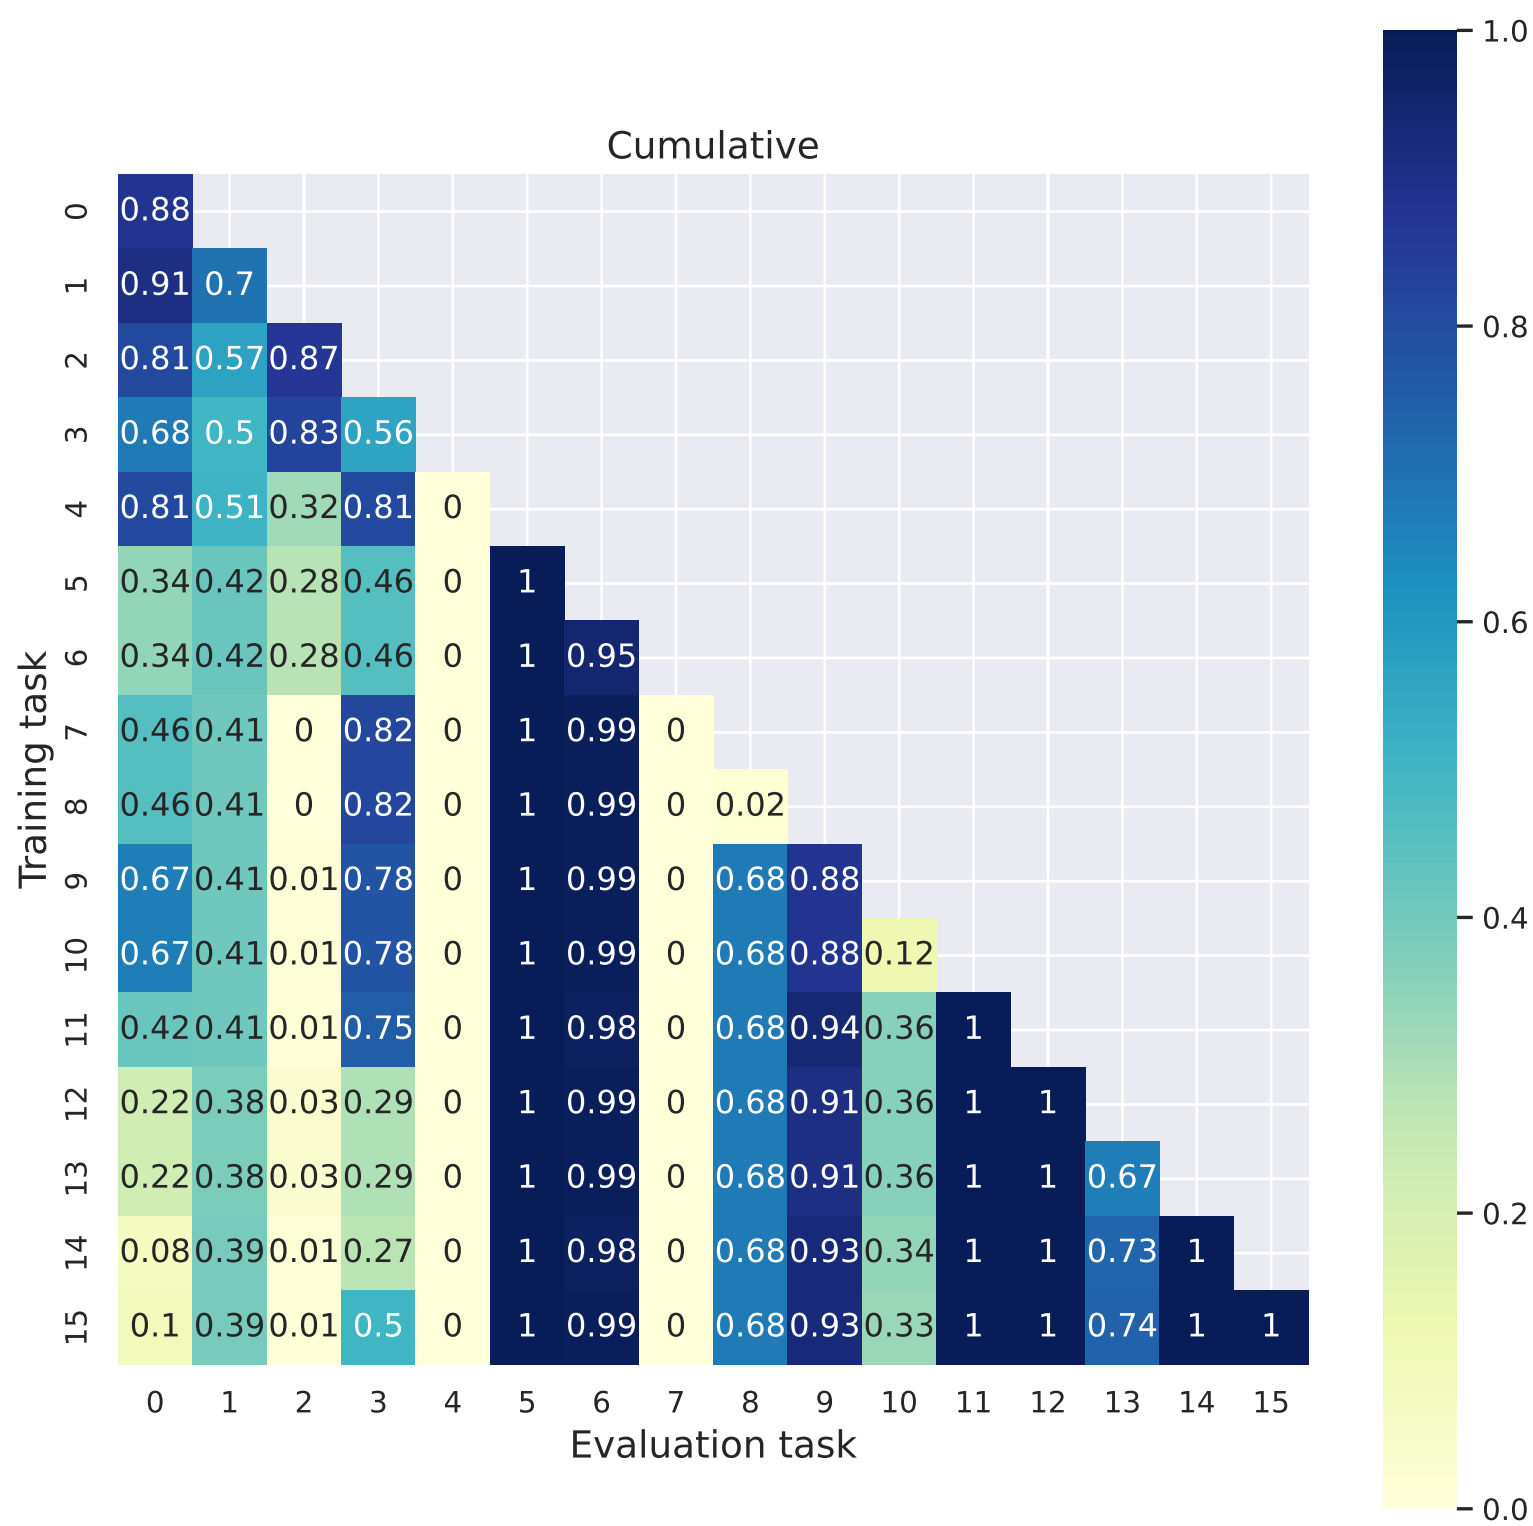 Cumulative
0 0.88
1 0.91 0.7
2 0.81 0.57 0.87
3 0.68 0.5 0.83 0.56
4 0.81 0.51 0.32 0.81 0
5 0.34 0.42 0.28 0.46 0 1
6 0.34 0.42 0.28 0.46 0 1 0.95
7 0.46 0.41 0 0.82 0 1 0.99 0
8 0.46 0.41 0 0.82 0 1 0.99 0 0.02
9 0.67 0.41 0.01 0.78 0 1 0.99 0 0.68 0.88
10 0.67 0.41 0.01 0.78 0 1 0.99 0 0.68 0.88 0.12
11 0.42 0.41 0.01 0.75 0 1 0.98 0 0.68 0.94 0.36 1
12 0.22 0.38 0.03 0.29 0 1 0.99 0 0.68 0.91 0.36 1 1
13 0.22 0.38 0.03 0.29 0 1 0.99 0 0.68 0.91 0.36 1 1 0.67
14 0.08 0.39 0.01 0.27 0 1 0.98 0 0.68 0.93 0.34 1 1 0.73 1
15 0.1 0.39 0.01 0.5 0 1 0.99 0 0.68 0.93 0.33 1 1 0.74 1 1
0 1 2 3 4 5 6 7 8 9 10 11 12 13 14 15
Evaluation task
Training task
1.0
0.8
0.6
0.4
0.2
0.0